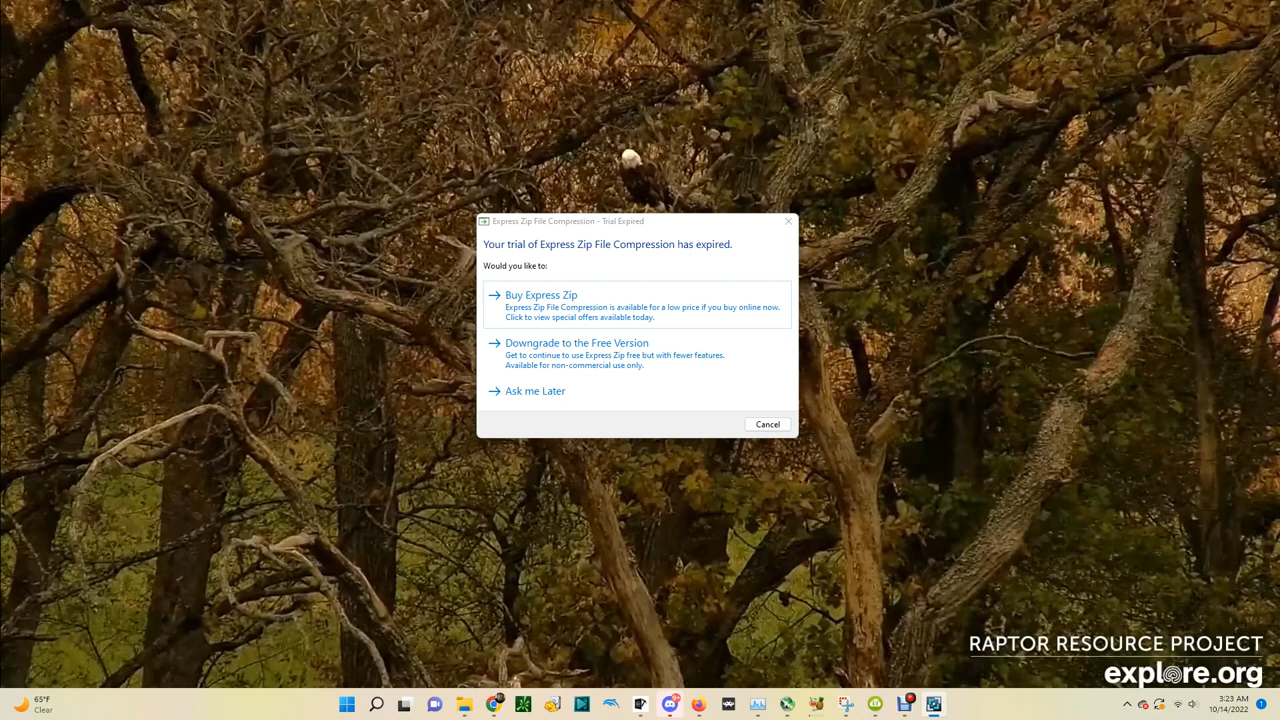 Express Zip File Compression - Trial Expired
Your trial of Express Zip File Compression has expired.
Would you like to:
Buy Express Zip
Express Zip File Compression is available for a low price if you buy online now.
Click to view special offers available today.
Downgrade to the Free Version
Get to continue to use Express Zip free but with fewer features.
Available for non-commercial use only.
Ask me Later
Cancel
RAPTOR RESOURCE PROJECT
explore.org
65°F
Clear
9+
3:23 AM
10/14/2022
1